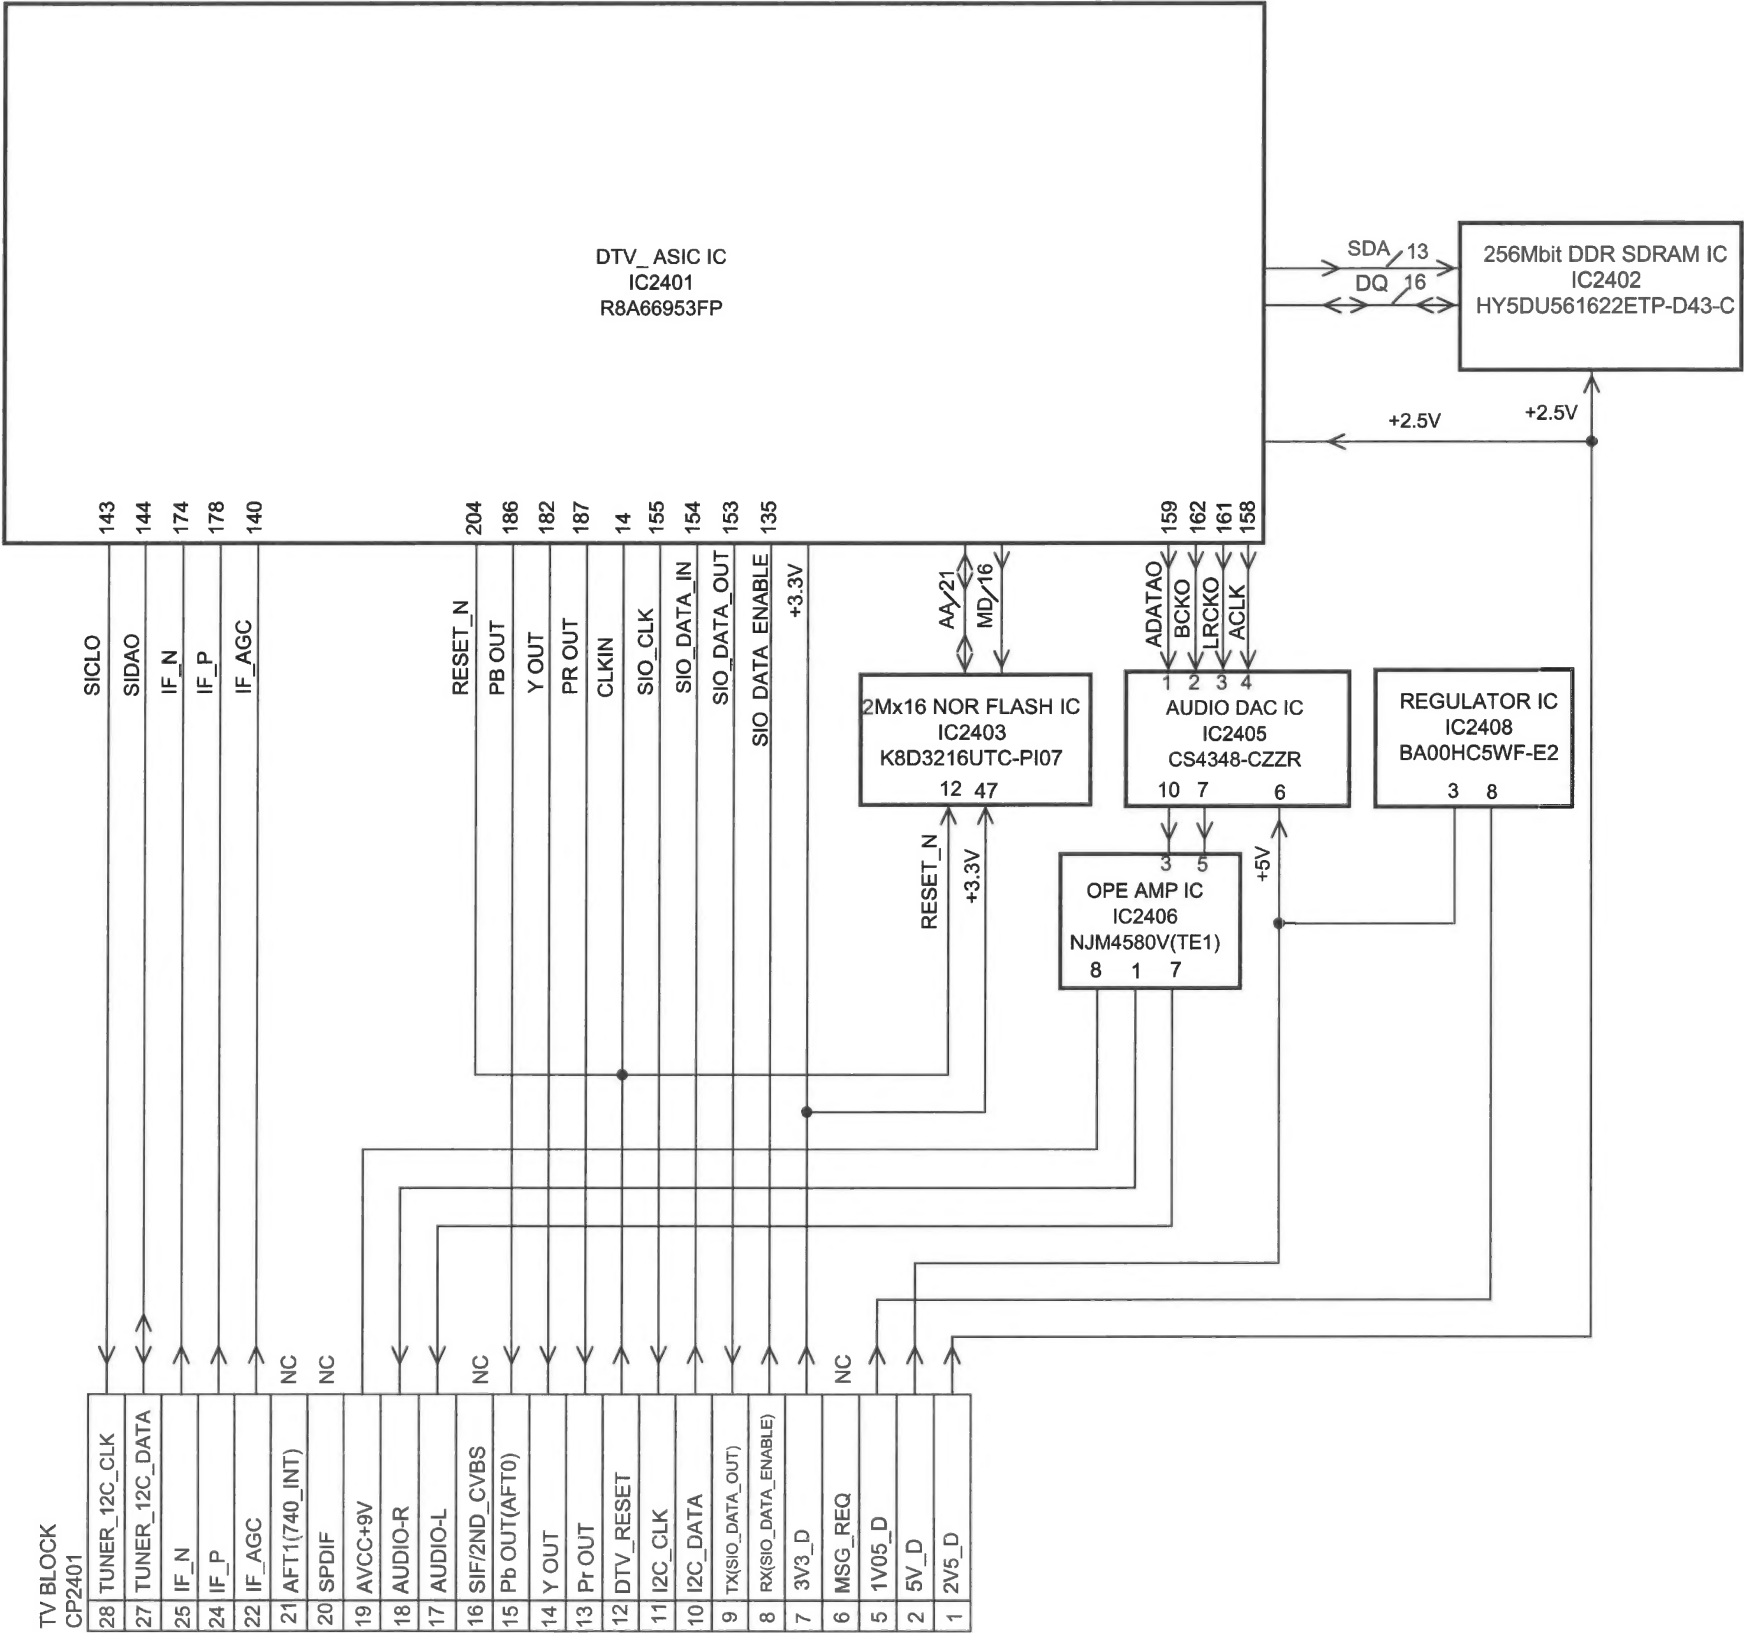 DTV_ ASIC IC
IC2401
R8A66953FP
SDA 13
DQ 16
256Mbit DDR SDRAM IC
IC2402
HY5DU561622ETP-D43-C
+2.5V
+2.5V
143
144
174
178
140
204
186
182
187
14
155
154
153
135
159
162
161
158
SICLO
SIDAO
IF_N
IF_P
IF_AGC
RESET_N
PB OUT
Y OUT
PR OUT
CLKIN
SIO_CLK
SIO_DATA_IN
SIO_DATA_OUT
SIO_DATA_ENABLE
+3.3V
AA/21
MD/16
ADATAO
BCKO
LRCKO
ACLK
2Mx16 NOR FLASH IC
IC2403
K8D3216UTC-PI07
12 47
RESET_N
+3.3V
1 2 3 4
AUDIO DAC IC
IC2405
CS4348-CZZR
10 7 6
REGULATOR IC
IC2408
BA00HC5WF-E2
3 8
+5V
3 5
OPE AMP IC
IC2406
NJM4580V(TE1)
8 1 7
NC
NC
NC
NC
TV BLOCK
CP2401
28 TUNER_12C_CLK
27 TUNER_12C_DATA
25 IF_N
24 IF_P
22 IF_AGC
21 AFT1(740_INT)
20 SPDIF
19 AVCC+9V
18 AUDIO-R
17 AUDIO-L
16 SIF/2ND_CVBS
15 Pb OUT(AFT0)
14 Y OUT
13 Pr OUT
12 DTV_RESET
11 I2C_CLK
10 I2C_DATA
9 TX(SIO_DATA_OUT)
8 RX(SIO_DATA_ENABLE)
7 3V3_D
6 MSG_REQ
5 1V05_D
2 5V_D
1 2V5_D